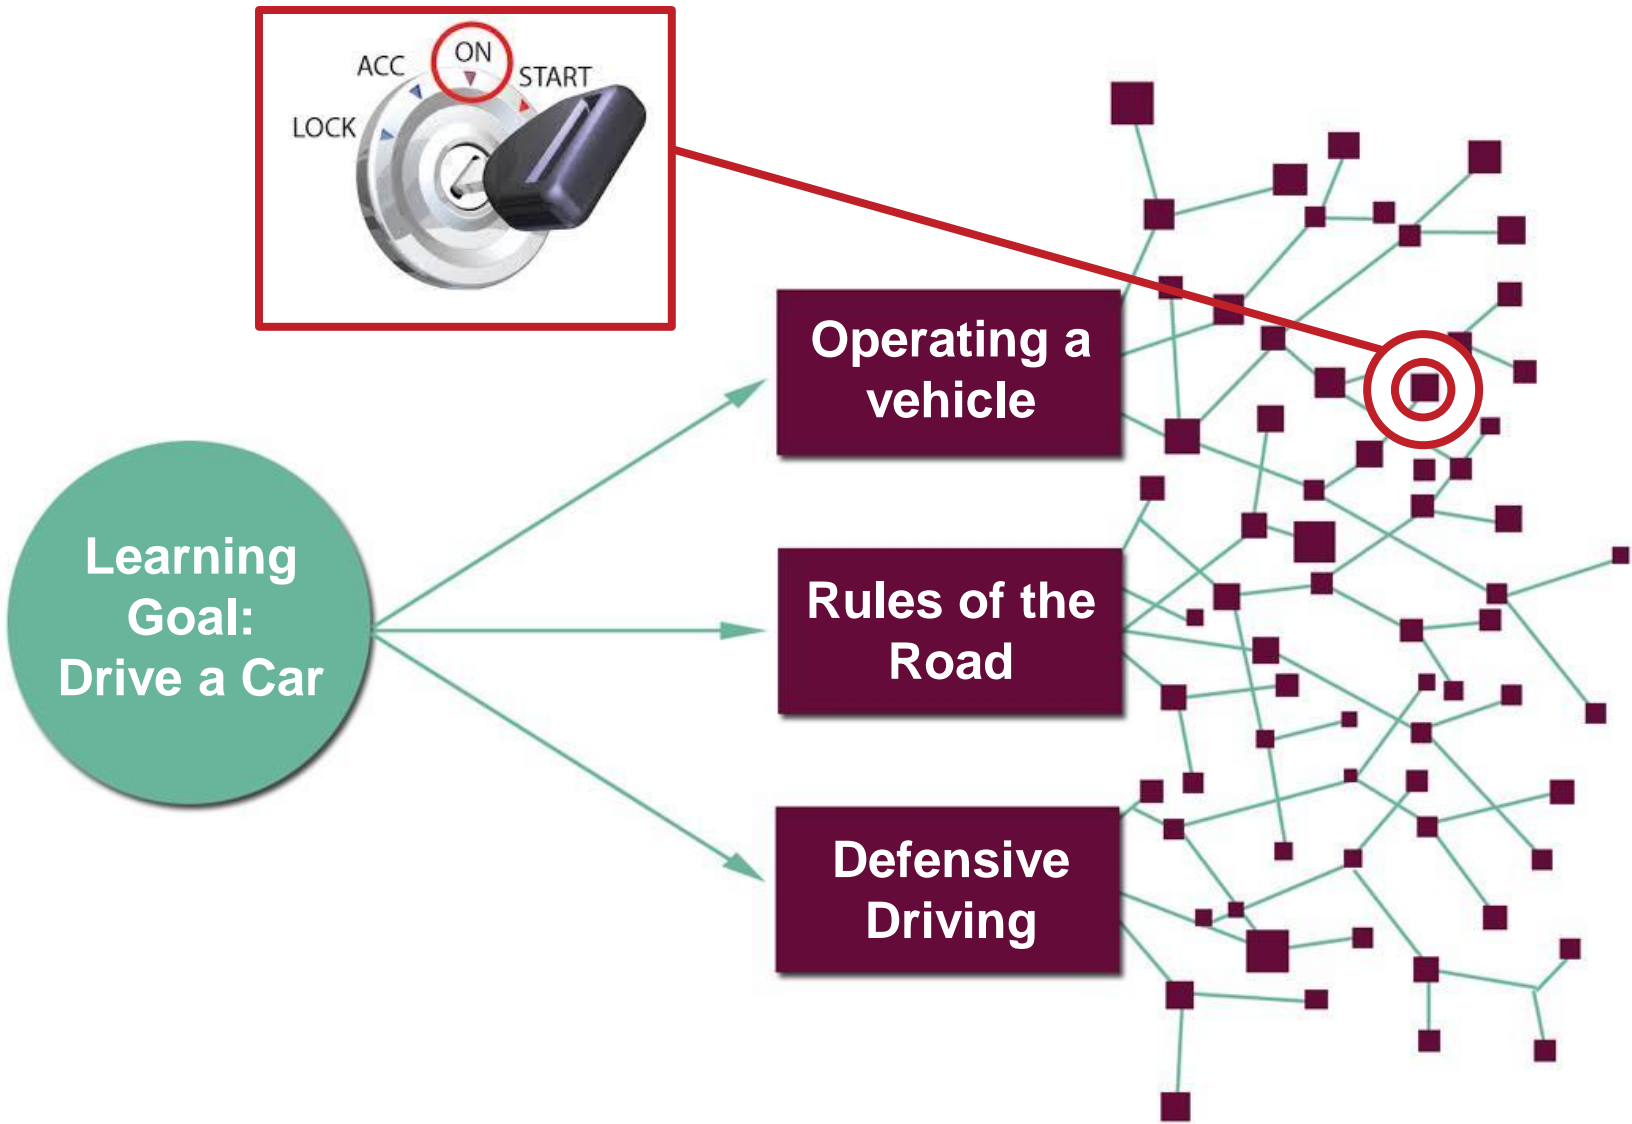 ON
ACC
START
LOCK
Operating a
vehicle
Learning
Goal:
Drive a Car
Rules of the
Road
Defensive
Driving